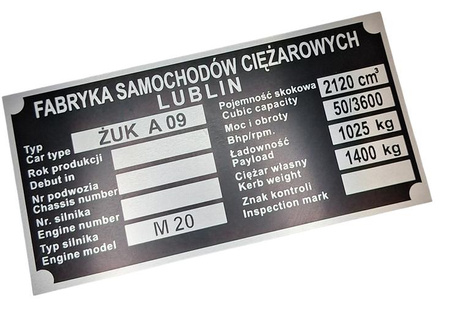 FABRYKA SAMOCHODÓW CIĘŻAROWYCH
LUBLIN
Typ
Car type
ŻUK A 09
Rok produkcji
Debut in
Nr podwozia
Chassis number
Nr. silnika
Engine number
Typ silnika
Engine model
M 20
Pojemność skokowa
Cubic capacity
2120 cm³
Moc i obroty
Bhp/rpm.
50/3600
Ładowność
Payload
1025 kg
Ciężar własny
Kerb weight
1400 kg
Znak kontroli
Inspection mark